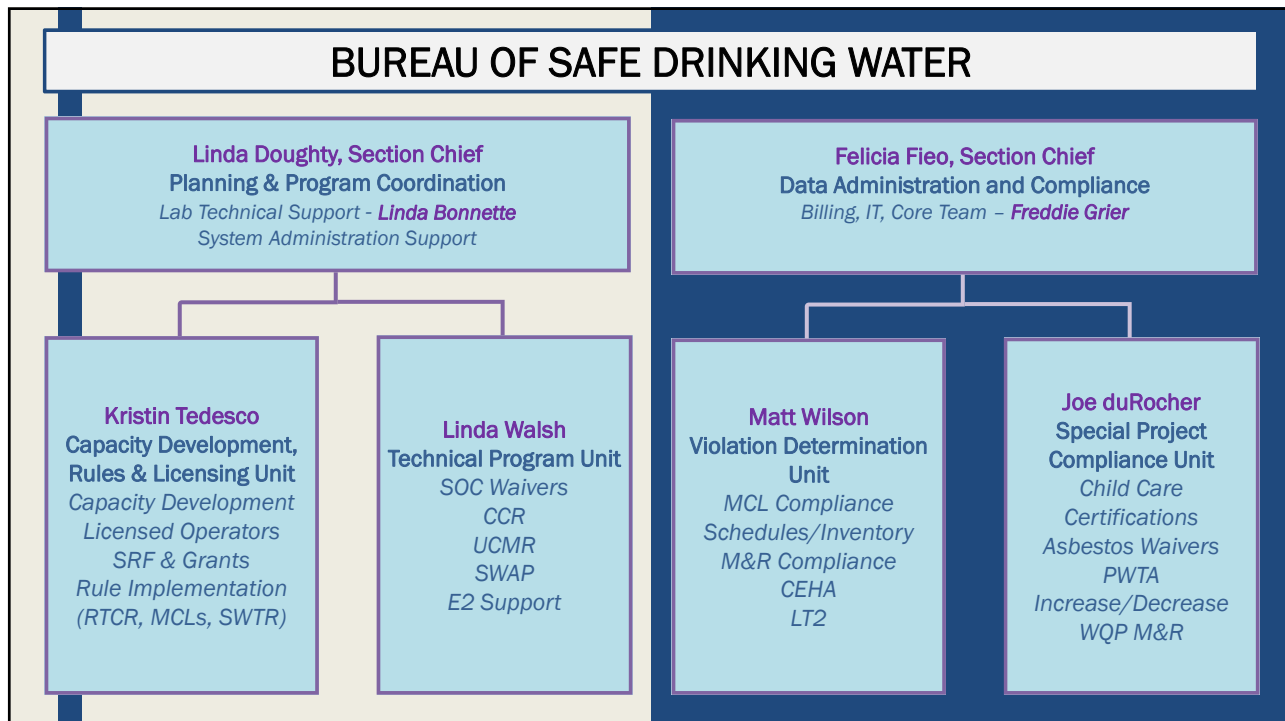 BUREAU OF SAFE DRINKING WATER
Linda Doughty, Section Chief
Planning & Program Coordination
Lab Technical Support - Linda Bonnette
System Administration Support
Felicia Fieo, Section Chief
Data Administration and Compliance
Billing, IT, Core Team – Freddie Grier
Kristin Tedesco
Capacity Development,
Rules & Licensing Unit
Capacity Development
Licensed Operators
SRF & Grants
Rule Implementation
(RTCR, MCLs, SWTR)
Linda Walsh
Technical Program Unit
SOC Waivers
CCR
UCMR
SWAP
E2 Support
Matt Wilson
Violation Determination
Unit
MCL Compliance
Schedules/Inventory
M&R Compliance
CEHA
LT2
Joe duRocher
Special Project
Compliance Unit
Child Care
Certifications
Asbestos Waivers
PWTA
Increase/Decrease
WQP M&R